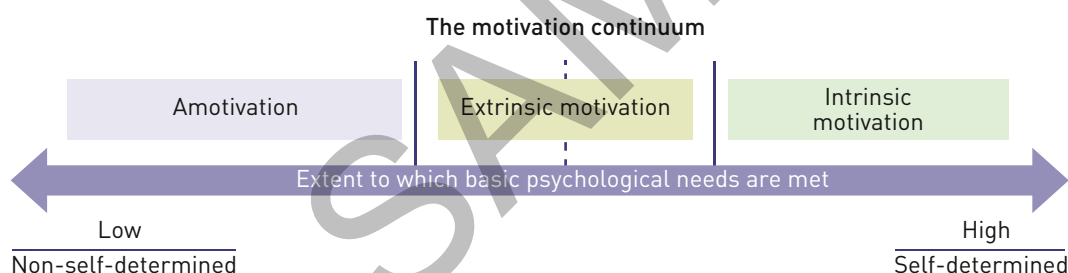 The motivation continuum
Amotivation
Extrinsic motivation
Intrinsic
motivation
Extent to which basic psychological needs are met
Low
High
Non-self-determined
Self-determined